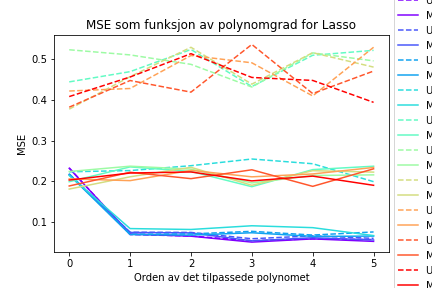 MSE som funksjon av polynomgrad for Lasso
MSE
0.5
0.4
0.3
0.2
0.1
0 1 2 3 4 5
Orden av det tilpassede polynomet
U
M
U
M
U
M
U
M
U
M
U
M
U
M
U
M
U
M